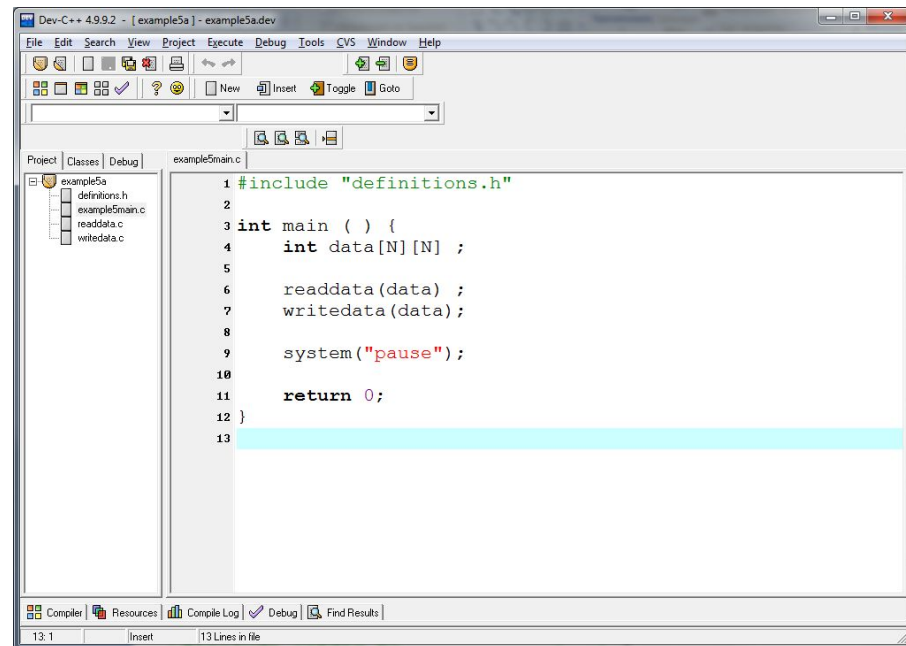 Dev-C++ 4.9.9.2 - [ example5a ] - example5a.dev
File Edit Search View Project Execute Debug Tools CVS Window Help
New Insert Toggle Goto
Project Classes Debug example5main.c
example5a
definitions.h
example5main.c
readdata.c
writedata.c
1 #include "definitions.h"
2
3 int main ( ) {
4 int data[N][N] ;
5
6 readdata(data) ;
7 writedata(data);
8
9 system("pause");
10
11 return 0;
12 }
13
Compiler Resources Compile Log Debug Find Results
13: 1 Insert 13 Lines in file